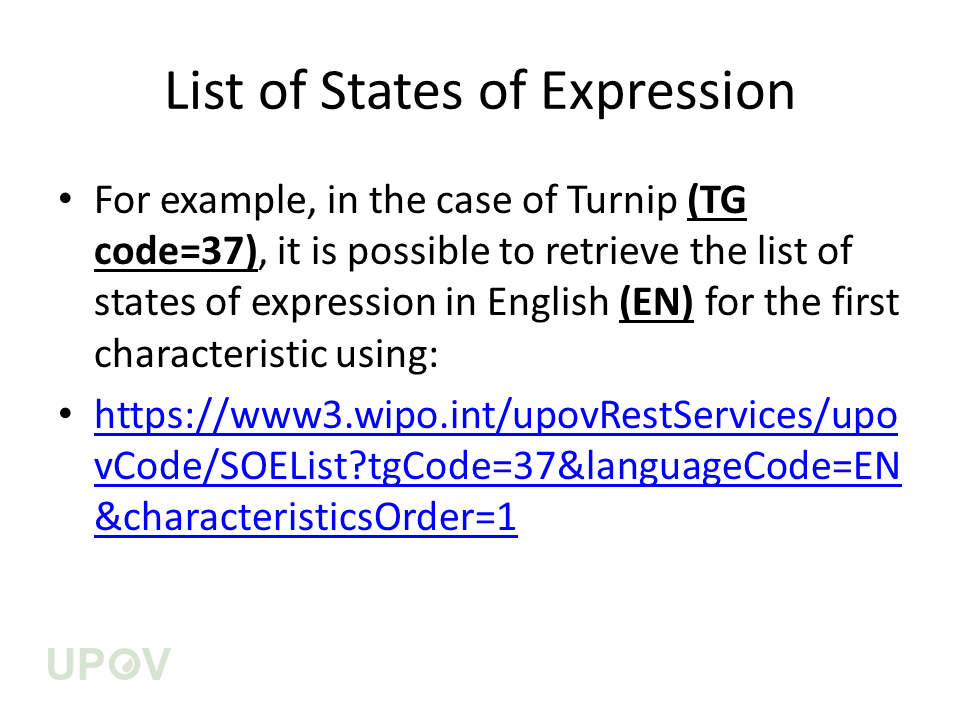 List of States of Expression
• For example, in the case of Turnip (TG
code=37), it is possible to retrieve the list of
states of expression in English (EN) for the first
characteristic using:
• https://www3.wipo.int/upovRestServices/upo
vCode/SOEList?tgCode=37&languageCode=EN
&characteristicsOrder=1
UPOV